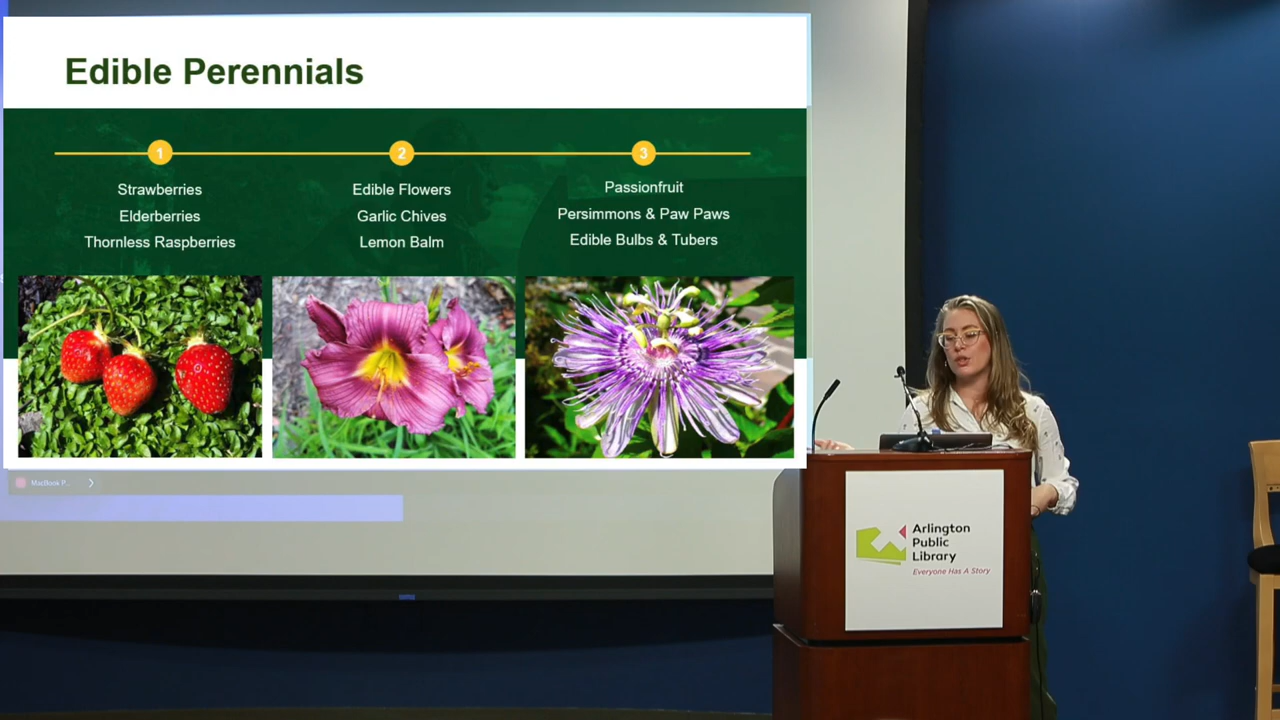 Edible Perennials
1
2
3
Strawberries
Elderberries
Thornless Raspberries
Edible Flowers
Garlic Chives
Lemon Balm
Passionfruit
Persimmons & Paw Paws
Edible Bulbs & Tubers
MacBook P...
Arlington
Public
Library
Everyone Has A Story